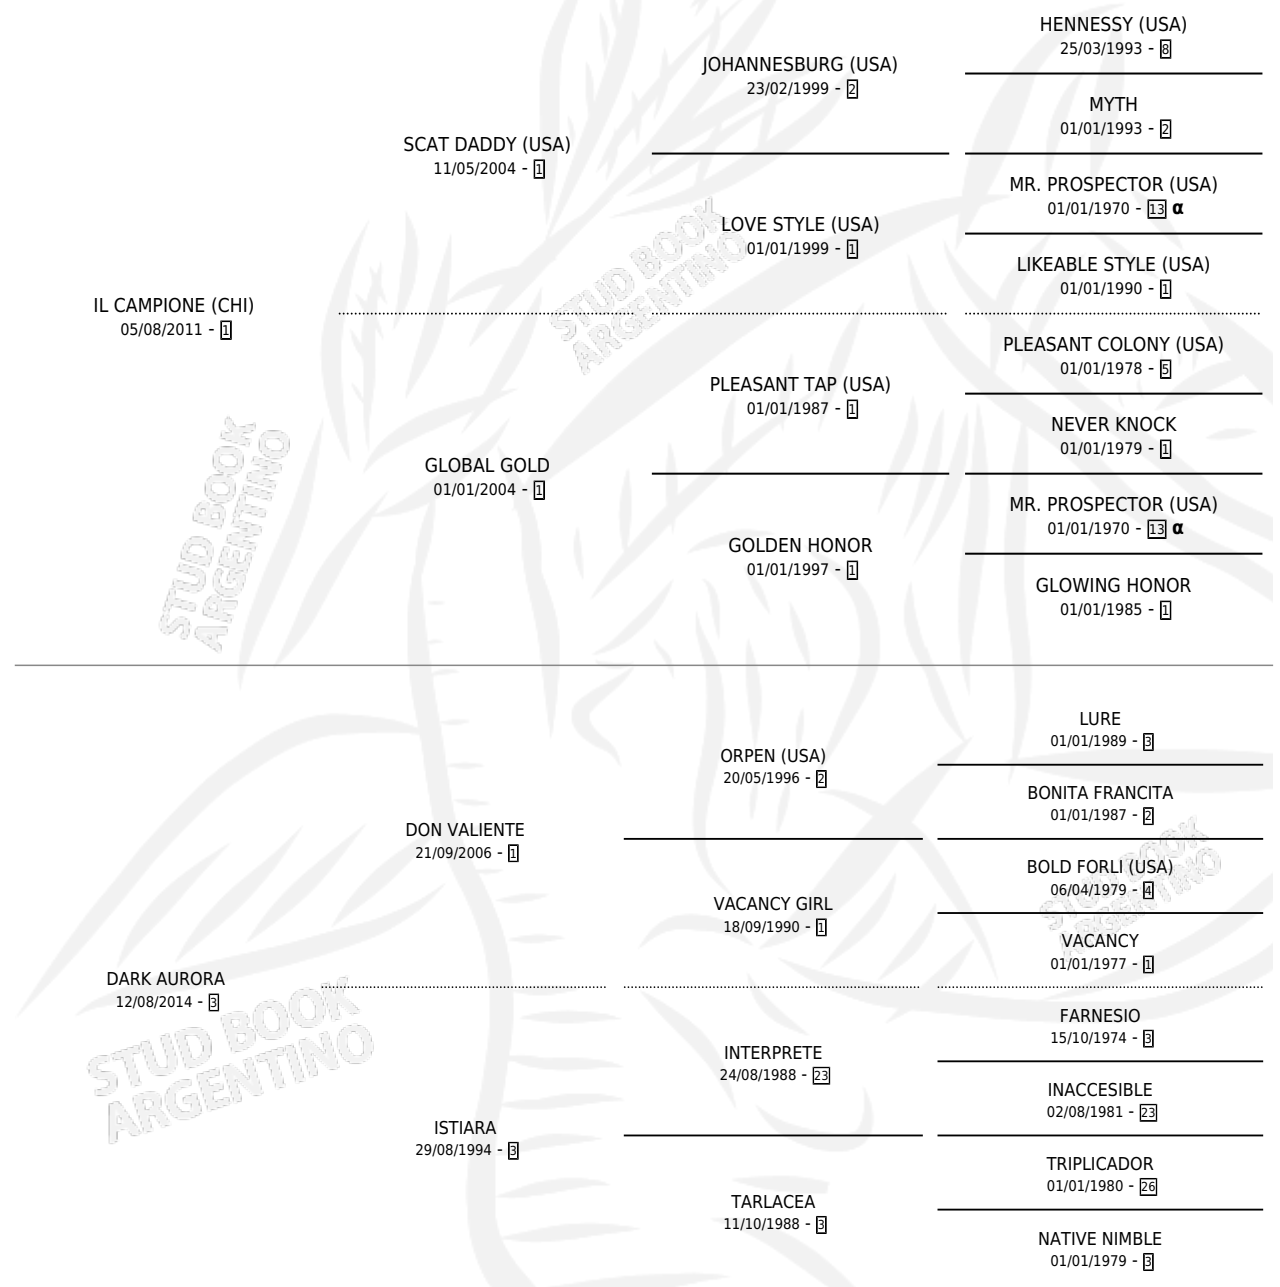 HENNESSY (USA)
25/03/1993 - 8
JOHANNESBURG (USA)
23/02/1999 - 2
MYTH
01/01/1993 - 2
SCAT DADDY (USA)
11/05/2004 - 1
MR. PROSPECTOR (USA)
01/01/1970 - 13 α
LOVE STYLE (USA)
01/01/1999 - 1
LIKEABLE STYLE (USA)
01/01/1990 - 1
IL CAMPIONE (CHI)
05/08/2011 - 1
PLEASANT COLONY (USA)
01/01/1978 - 5
PLEASANT TAP (USA)
01/01/1987 - 1
NEVER KNOCK
01/01/1979 - 1
GLOBAL GOLD
01/01/2004 - 1
MR. PROSPECTOR (USA)
01/01/1970 - 13 α
GOLDEN HONOR
01/01/1997 - 1
GLOWING HONOR
01/01/1985 - 1
LURE
01/01/1989 - 3
ORPEN (USA)
20/05/1996 - 2
BONITA FRANCITA
01/01/1987 - 2
DON VALIENTE
21/09/2006 - 1
BOLD FORLI (USA)
06/04/1979 - 4
VACANCY GIRL
18/09/1990 - 1
VACANCY
01/01/1977 - 1
DARK AURORA
12/08/2014 - 3
FARNESIO
15/10/1974 - 3
INTERPRETE
24/08/1988 - 23
INACCESIBLE
02/08/1981 - 23
ISTIARA
29/08/1994 - 3
TRIPLICADOR
01/01/1980 - 26
TARLACEA
11/10/1988 - 3
NATIVE NIMBLE
01/01/1979 - 3
STUD BOOK
ARGENTINO
STUD BOOK
ARGENTINO
STUD BOOK
ARGENTINO
STUD BOOK
ARGENTINO